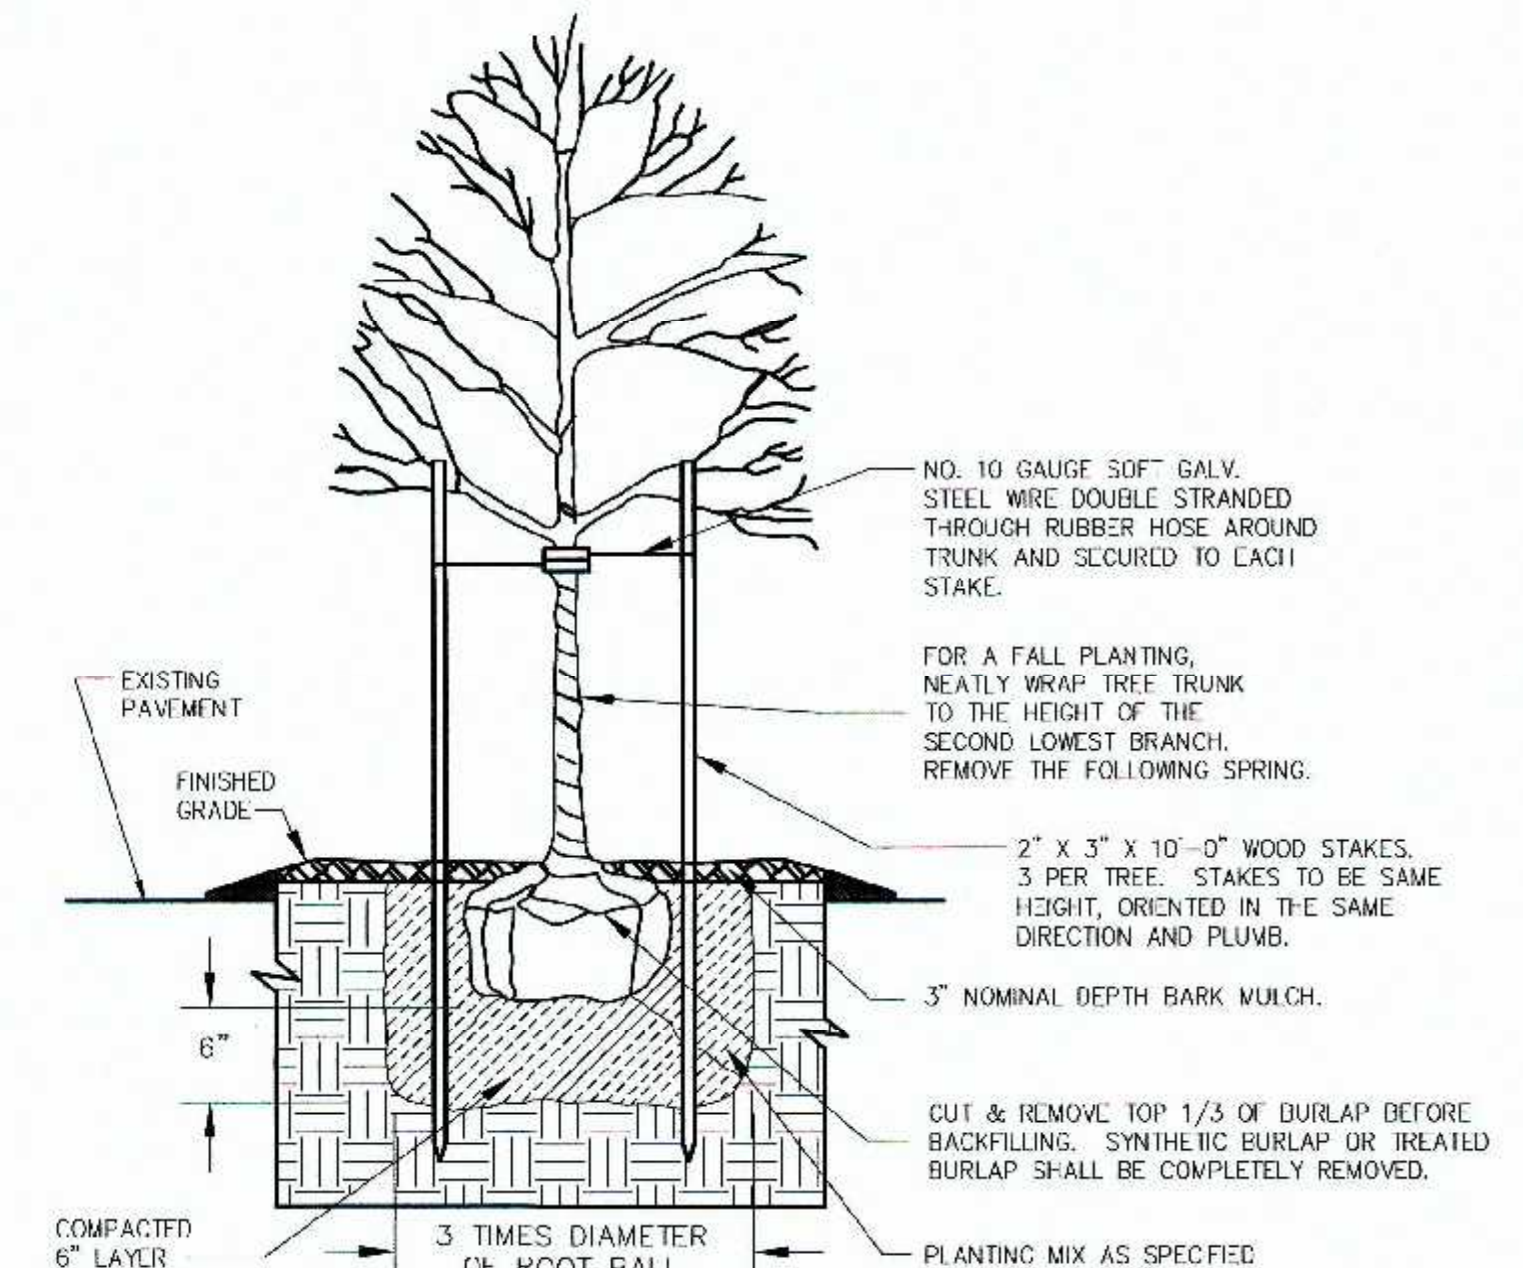 NO. 10 GAUGE SOFT GALV.
STEEL WIRE DOUBLE STRANDED
THROUGH RUBBER HOSE AROUND
TRUNK AND SECURED TO EACH
STAKE.
FOR A FALL PLANTING,
NEATLY WRAP TREE TRUNK
TO THE HEIGHT OF THE
SECOND LOWEST BRANCH.
REMOVE THE FOLLOWING SPRING.
EXISTING
PAVEMENT
FINISHED
GRADE
2" X 3" X 10'-0" WOOD STAKES.
3 PER TREE. STAKES TO BE SAME
HEIGHT, ORIENTED IN THE SAME
DIRECTION AND PLUMB.
3" NOMINAL DEPTH BARK MULCH.
6"
CUT & REMOVE TOP 1/3 OF BURLAP BEFORE
BACKFILLING. SYNTHETIC BURLAP OR TREATED
BURLAP SHALL BE COMPLETELY REMOVED.
COMPACTED
6" LAYER
3 TIMES DIAMETER
OF ROOT BALL
PLANTING MIX AS SPECIFIED